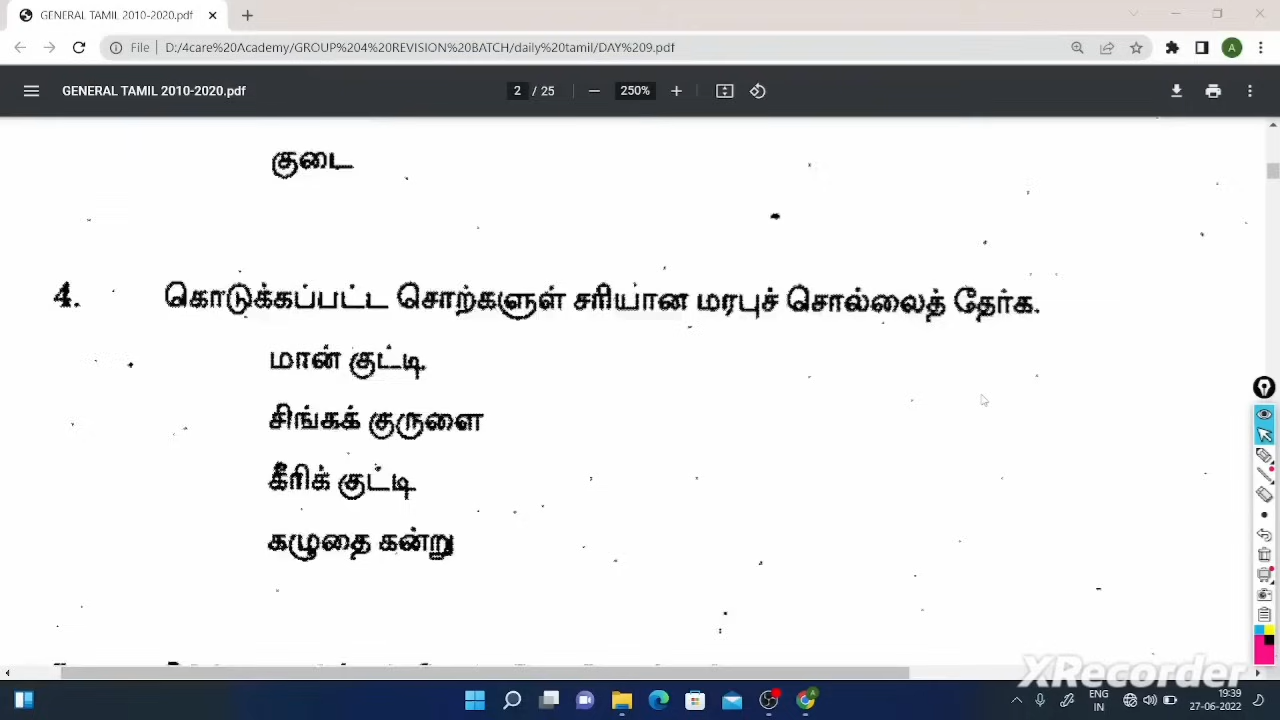 GENERAL TAMIL 2010-2020.pdf
File D:/4care%20Academy/GROUP%204%20REVISION%20BATCH/daily%20tamil/DAY%209.pdf
A
GENERAL TAMIL 2010-2020.pdf 2 / 25 250%
குடை
4. கொடுக்கப்பட்ட சொற்களுள் சரியான மரபுச் சொல்லைத் தேர்க.
மான் குட்டி
சிங்கக் குருளை
கீரிக் குட்டி
கழுதை கன்று
XRecorder
ENG 19:39
IN 27-06-2022